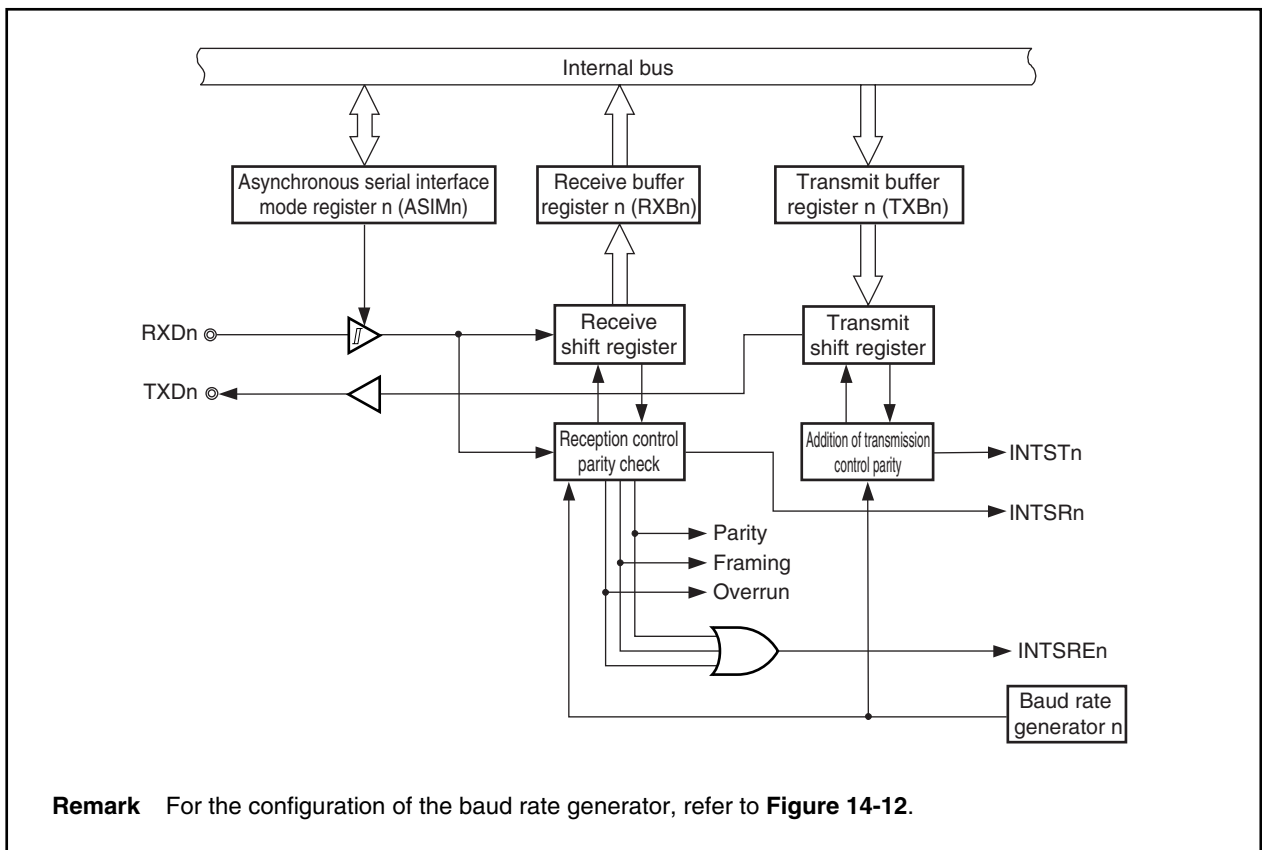 Internal bus
Asynchronous serial interface
mode register n (ASIMn)
Receive buffer
register n (RXBn)
Transmit buffer
register n (TXBn)
RXDn
Receive
shift register
Transmit
shift register
TXDn
Reception control
parity check
Addition of transmission
control parity
INTSTn
INTSRn
Parity
Framing
Overrun
INTSREn
Baud rate
generator n
Remark For the configuration of the baud rate generator, refer to Figure 14-12.